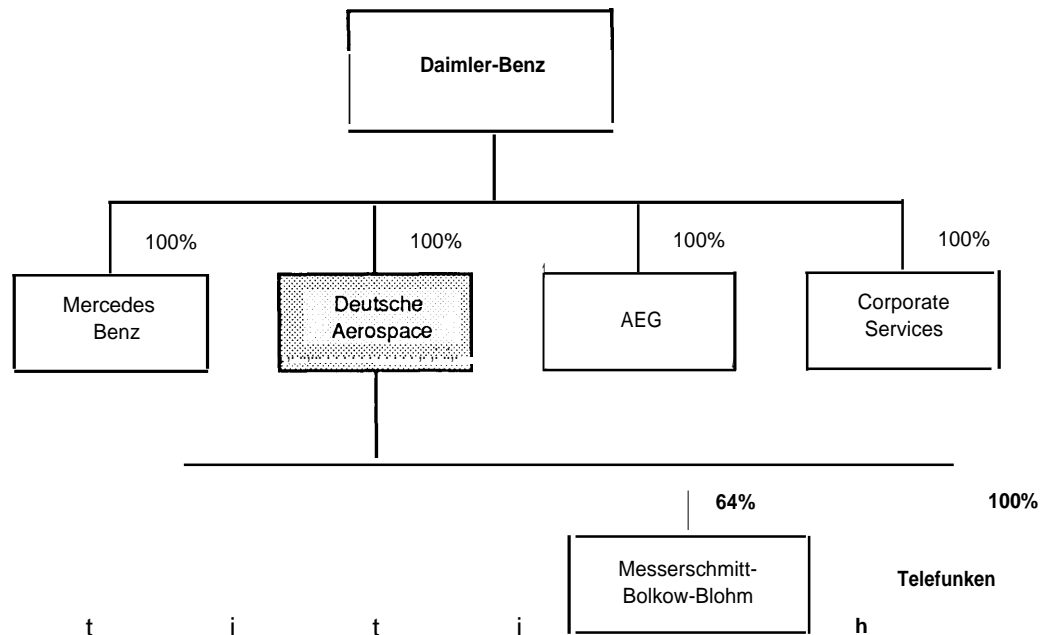 Daimler-Benz
100% 100% 100% 100%
Mercedes
Benz
Deutsche
Aerospace
AEG
Corporate
Services
64% 100%
Messerschmitt-
Bolkow-Blohm
Telefunken
t i t i h